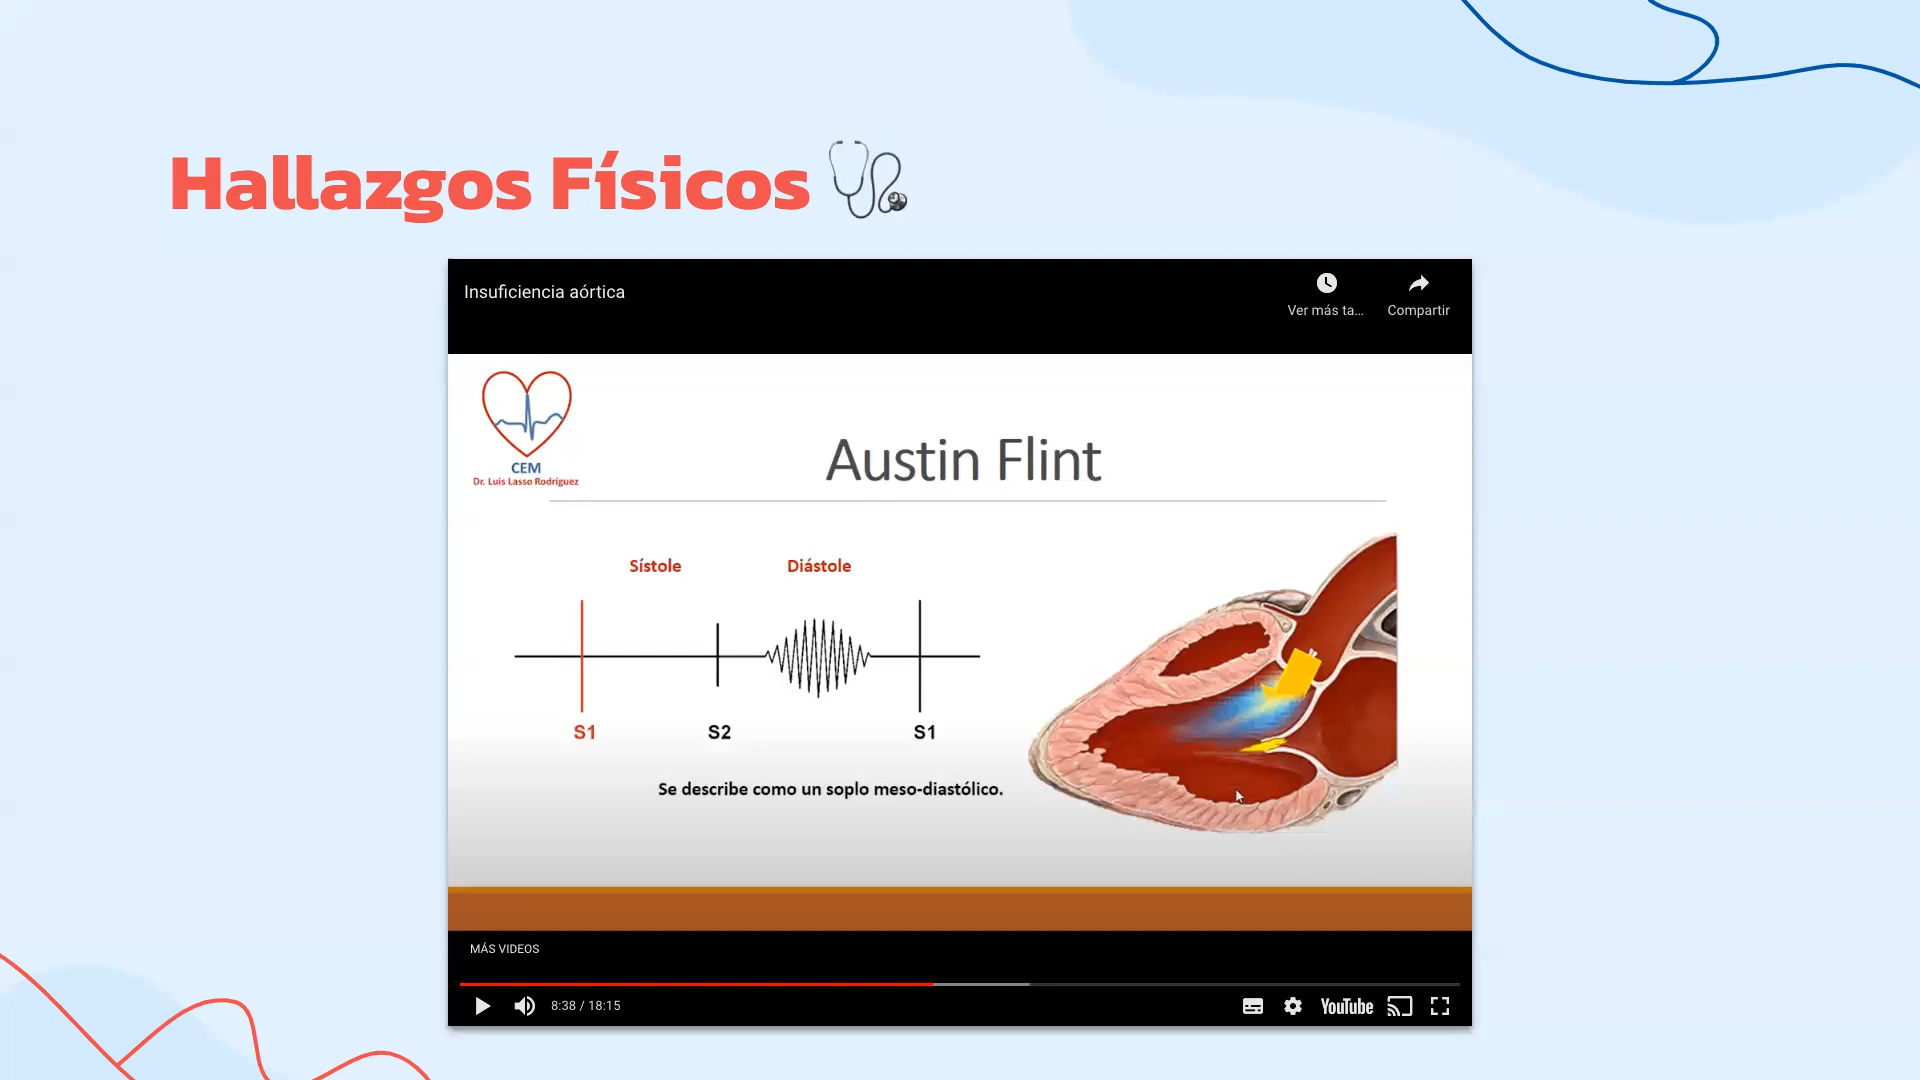 Hallazgos Físicos
Insuficiencia aórtica
Ver más ta...
Compartir
CEM
Dr. Luis Lasso Rodríguez
Austin Flint
Sístole
Diástole
S1
S2
S1
Se describe como un soplo meso-diastólico.
MÁS VIDEOS
8:38 / 18:15
YouTube